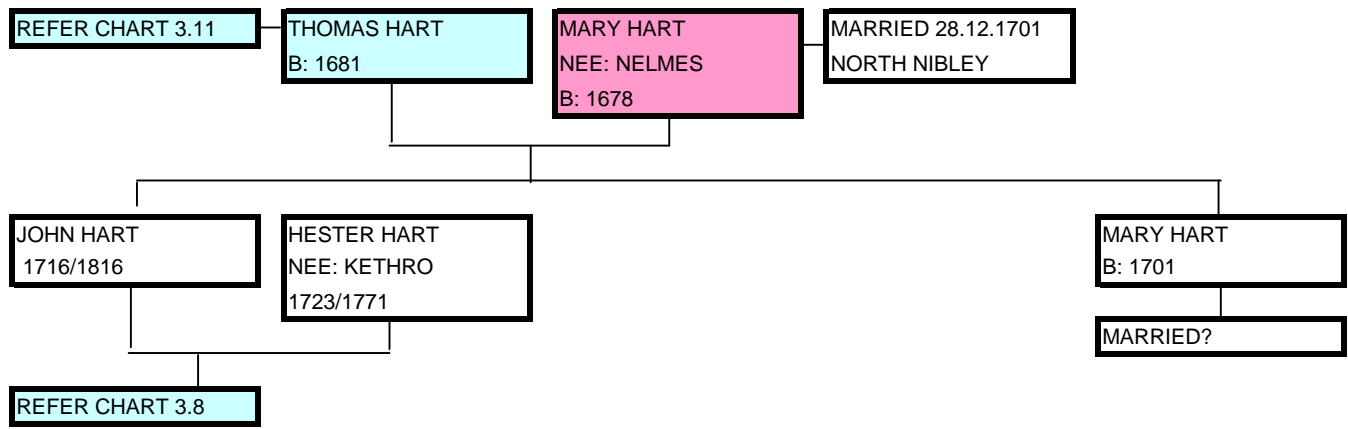 REFER CHART 3.11
THOMAS HART
B: 1681
MARY HART
NEE: NELMES
B: 1678
MARRIED 28.12.1701
NORTH NIBLEY
JOHN HART
1716/1816
HESTER HART
NEE: KETHRO
1723/1771
MARY HART
B: 1701
MARRIED?
REFER CHART 3.8